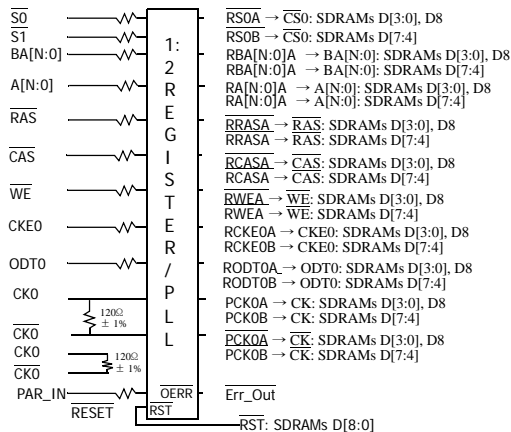 S0
S1
BA[N:0]
A[N:0]
RAS
CAS
WE
CKE0
ODT0
CK0
120Ω
± 1%
CK0
CK0
120Ω
± 1%
CK0
PAR_IN
RESET
1:
2
R
E
G
I
S
T
E
R
/
P
L
L
OERR
RST
RS0A → CS0: SDRAMs D[3:0], D8
RS0B → CS0: SDRAMs D[7:4]
RBA[N:0]A → BA[N:0]: SDRAMs D[3:0], D8
RBA[N:0]A → BA[N:0]: SDRAMs D[7:4]
RA[N:0]A → A[N:0]: SDRAMs D[3:0], D8
RA[N:0]A → A[N:0]: SDRAMs D[7:4]
RRASA → RAS: SDRAMs D[3:0], D8
RRASA → RAS: SDRAMs D[7:4]
RCASA → CAS: SDRAMs D[3:0], D8
RCASA → CAS: SDRAMs D[7:4]
RWEA → WE: SDRAMs D[3:0], D8
RWEA → WE: SDRAMs D[7:4]
RCKE0A → CKE0: SDRAMs D[3:0], D8
RCKE0B → CKE0: SDRAMs D[7:4]
RODT0A → ODT0: SDRAMs D[3:0], D8
RODT0B → ODT0: SDRAMs D[7:4]
PCK0A → CK: SDRAMs D[3:0], D8
PCK0B → CK: SDRAMs D[7:4]
PCK0A → CK: SDRAMs D[3:0], D8
PCK0B → CK: SDRAMs D[7:4]
Err_Out
RST: SDRAMs D[8:0]